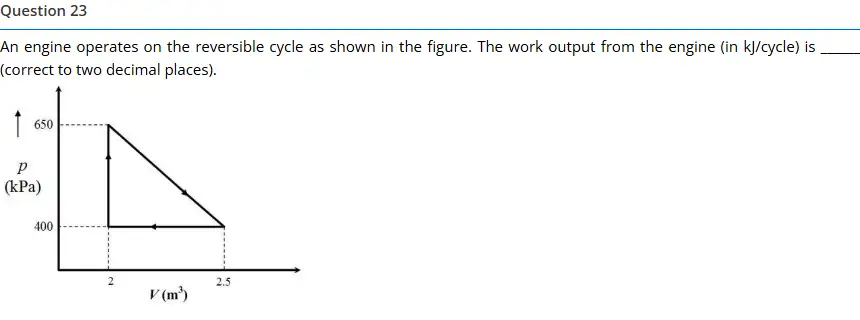 Question 23
An engine operates on the reversible cycle as shown in the figure. The work output from the engine (in kJ/cycle) is _____
(correct to two decimal places).
650
p
(kPa)
400
2
2.5
V (m³)